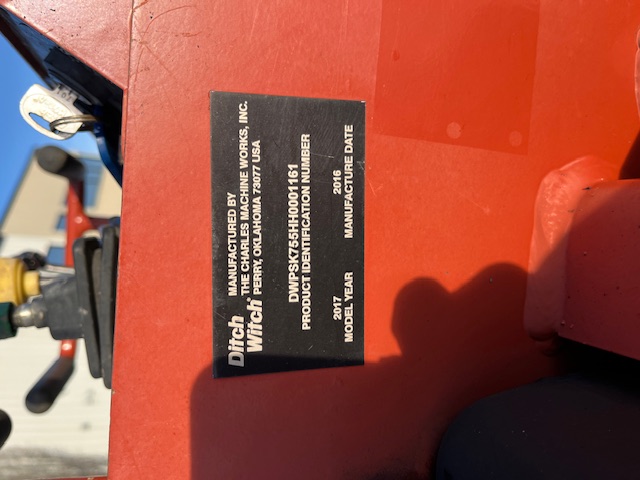 Ditch
Witch®
MANUFACTURED BY
THE CHARLES MACHINE WORKS, INC.
PERRY, OKLAHOMA 73077 USA
DWPSK755HH0001161
PRODUCT IDENTIFICATION NUMBER
2017 2016
MODEL YEAR MANUFACTURE DATE